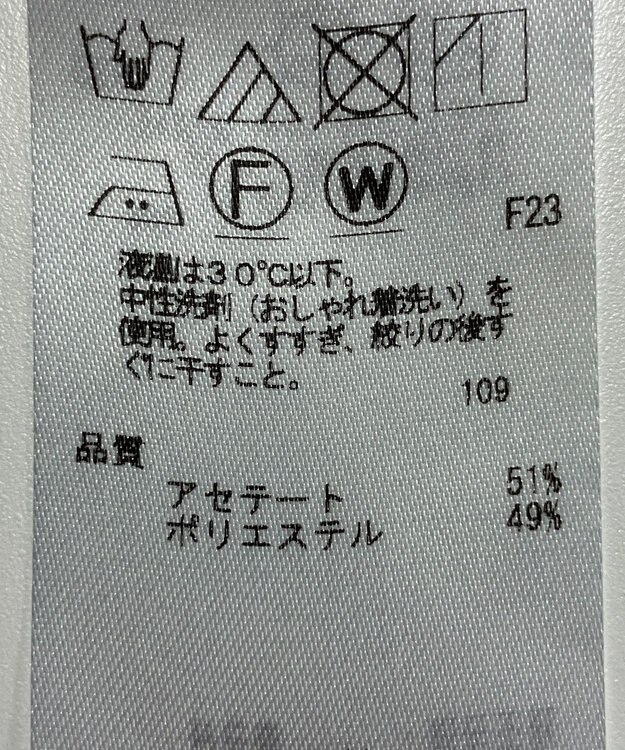 F W F23
液温は30℃以下。
中性洗剤(おしゃれ着洗い)を
使用。よくすすぎ、絞りの後す
ぐに干すこと。
109
品質
アセテート 51%
ポリエステル 49%